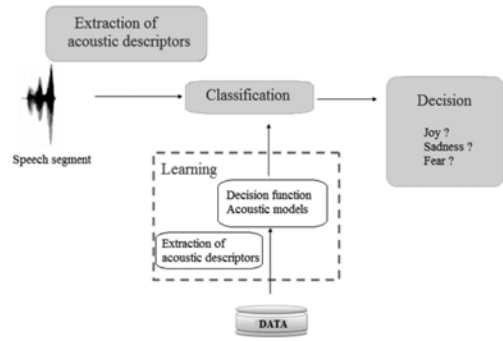 Extraction of
acoustic descriptors
Classification
Decision
Joy ?
Sadness ?
Fear ?
Speech segment
Learning
Decision function
Acoustic models
Extraction of
acoustic descriptors
DATA